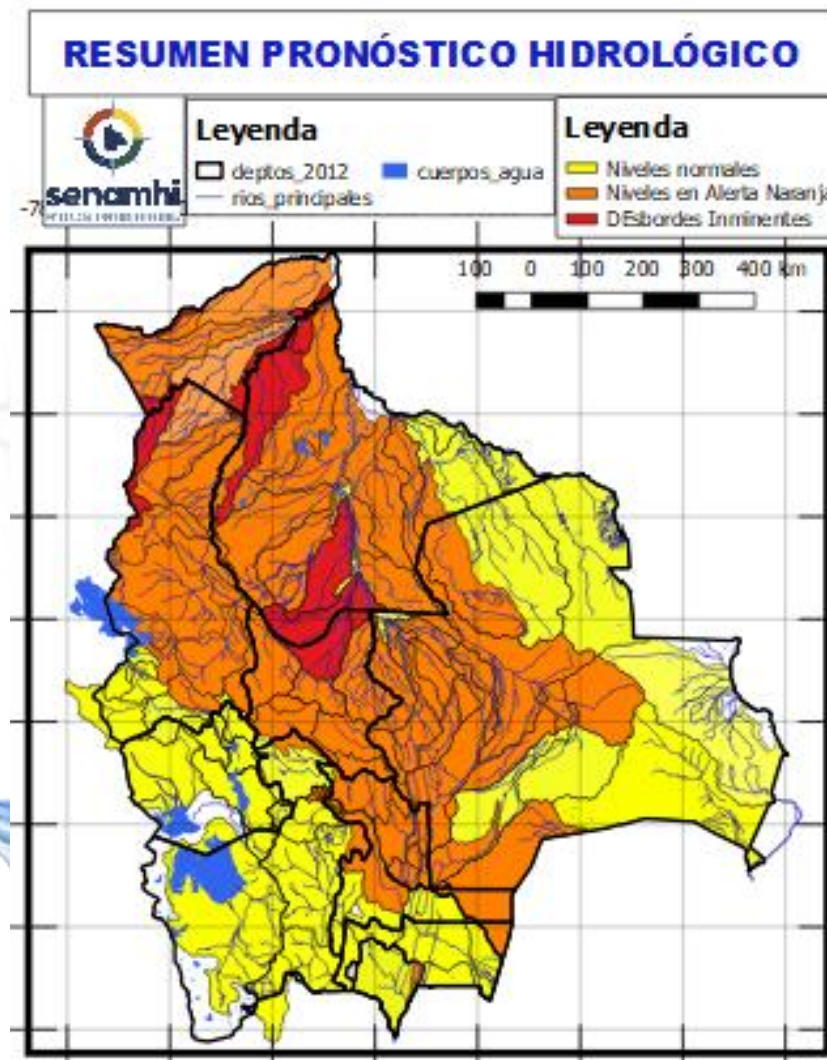 RESUMEN PRONÓSTICO HIDROLÓGICO
senamhi
Leyenda
deptos_2012
cuerpos_agua
rios_principales
Leyenda
Niveles normales
Niveles en Alerta Naranj
DEsbordes Inminentes
100 0 100 200 300 400 km